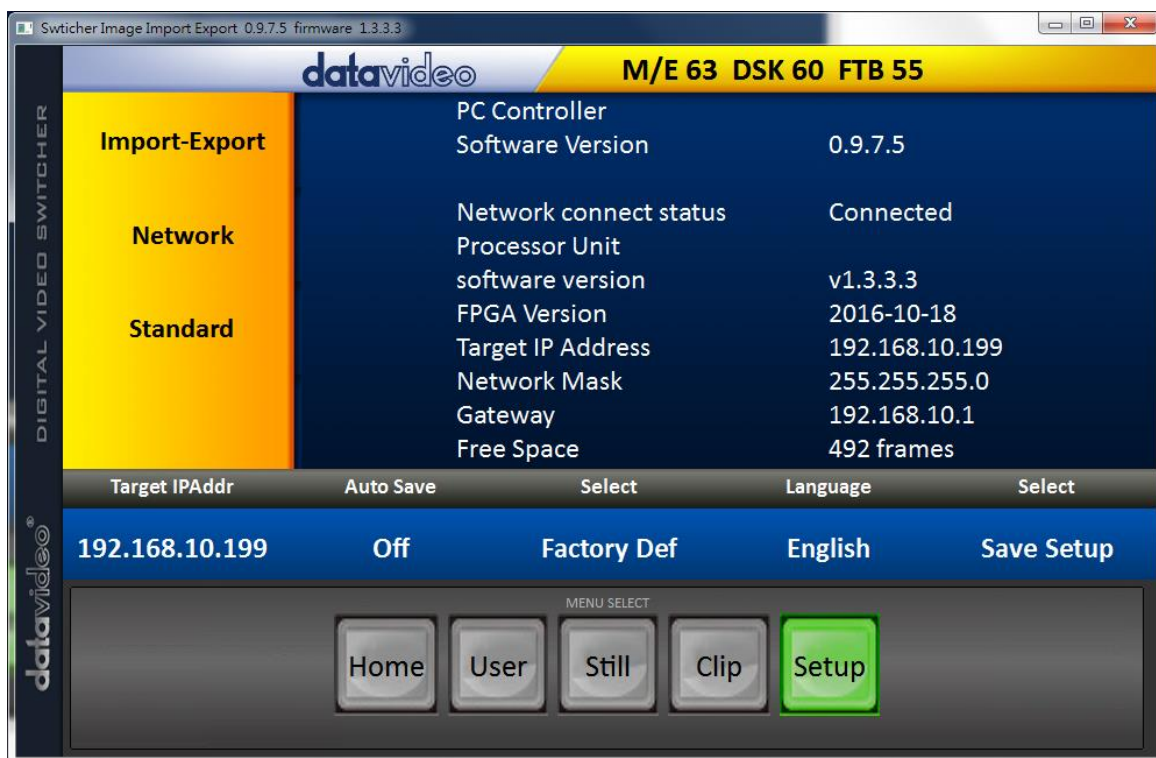 Swticher Image Import Export 0.9.7.5 firmware 1.3.3.3
datavideo
M/E 63 DSK 60 FTB 55
DIGITAL VIDEO SWITCHER
datavideo®
Import-Export
Network
Standard
PC Controller
Software Version 0.9.7.5
Network connect status Connected
Processor Unit
software version v1.3.3.3
FPGA Version 2016-10-18
Target IP Address 192.168.10.199
Network Mask 255.255.255.0
Gateway 192.168.10.1
Free Space 492 frames
Target IPAddr Auto Save Select Language Select
192.168.10.199 Off Factory Def English Save Setup
MENU SELECT
Home User Still Clip Setup